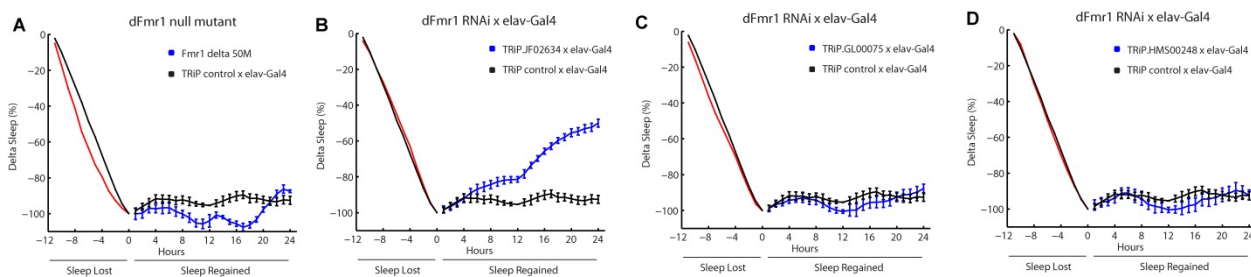 A
dFmr1 null mutant
Fmr1 delta 50M
TRiP control x elav-Gal4
Delta Sleep (%)
0
−20
−40
−60
−80
−100
−12 −8 −4 0 4 8 12 16 20 24
Hours
Sleep Lost Sleep Regained
B
dFmr1 RNAi x elav-Gal4
TRiP.JF02634 x elav-Gal4
TRiP control x elav-Gal4
Delta Sleep (%)
0
−20
−40
−60
−80
−100
−12 −8 −4 0 4 8 12 16 20 24
Hours
Sleep Lost Sleep Regained
C
dFmr1 RNAi x elav-Gal4
TRiP.GL00075 x elav-Gal4
TRiP control x elav-Gal4
Delta Sleep (%)
0
−20
−40
−60
−80
−100
−12 −8 −4 0 4 8 12 16 20 24
Hours
Sleep Lost Sleep Regained
D
dFmr1 RNAi x elav-Gal4
TRiP.HMS00248 x elav-Gal4
TRiP control x elav-Gal4
Delta Sleep (%)
0
−20
−40
−60
−80
−100
−12 −8 −4 0 4 8 12 16 20 24
Hours
Sleep Lost Sleep Regained